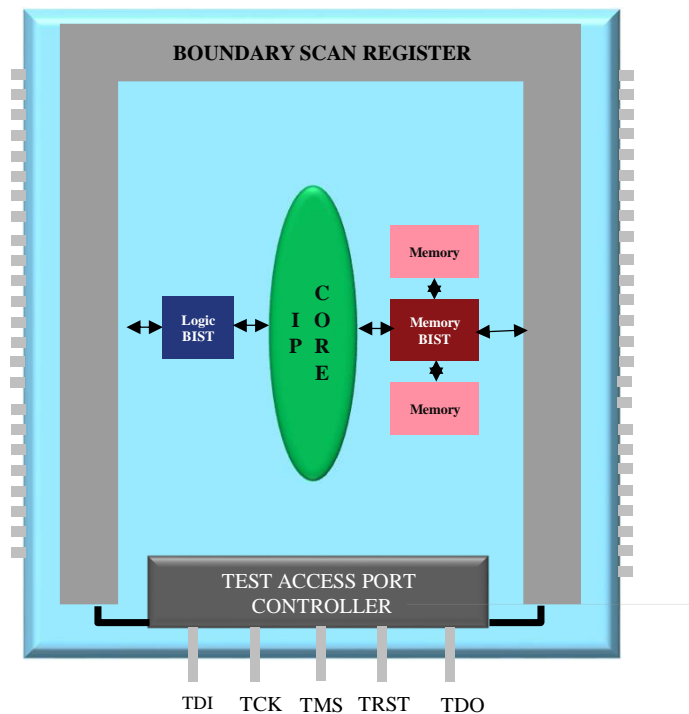 BOUNDARY SCAN REGISTER
Memory
Logic
BIST
I
P
C
O
R
E
Memory
BIST
Memory
TEST ACCESS PORT
CONTROLLER
TDI TCK TMS TRST TDO